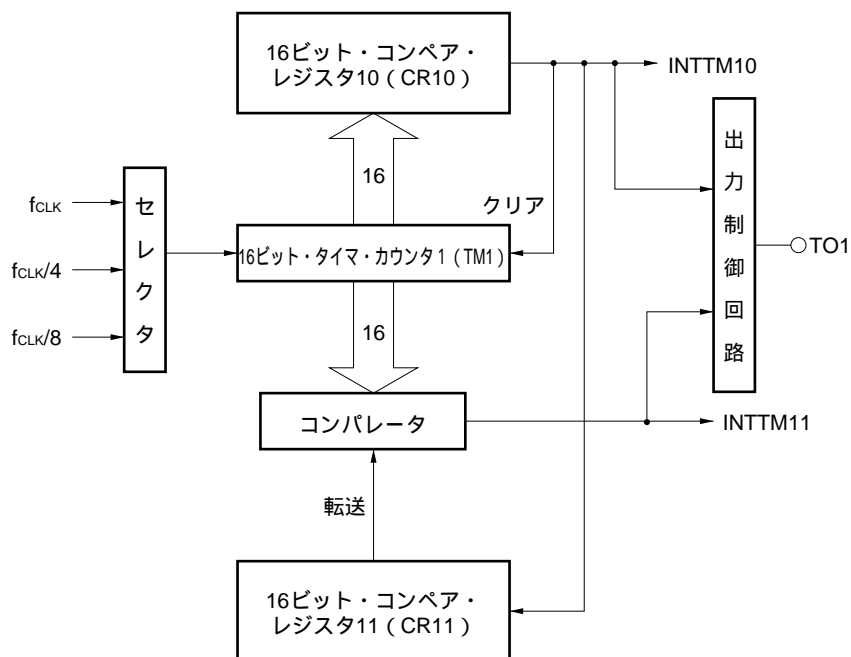 16ビット・コンペア・
レジスタ10（CR10）
INTTM10
16
クリア
fCLK
fCLK/4
fCLK/8
セレクタ
16ビット・タイマ・カウンタ1（TM1）
出力制御回路
TO1
16
コンパレータ
INTTM11
転送
16ビット・コンペア・
レジスタ11（CR11）